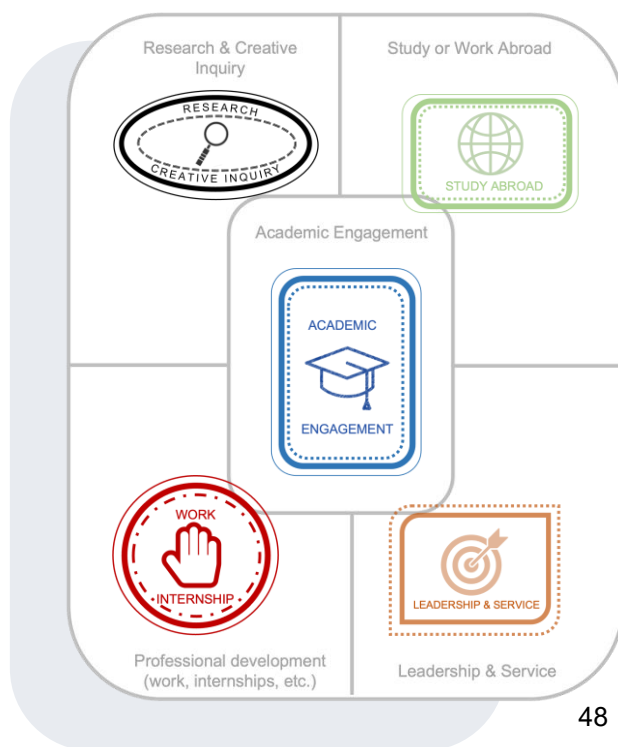 Research & Creative
Inquiry
RESEARCH
CREATIVE INQUIRY
Study or Work Abroad
STUDY ABROAD
Academic Engagement
ACADEMIC
ENGAGEMENT
WORK
INTERNSHIP
Professional development
(work, internships, etc.)
LEADERSHIP & SERVICE
Leadership & Service
48